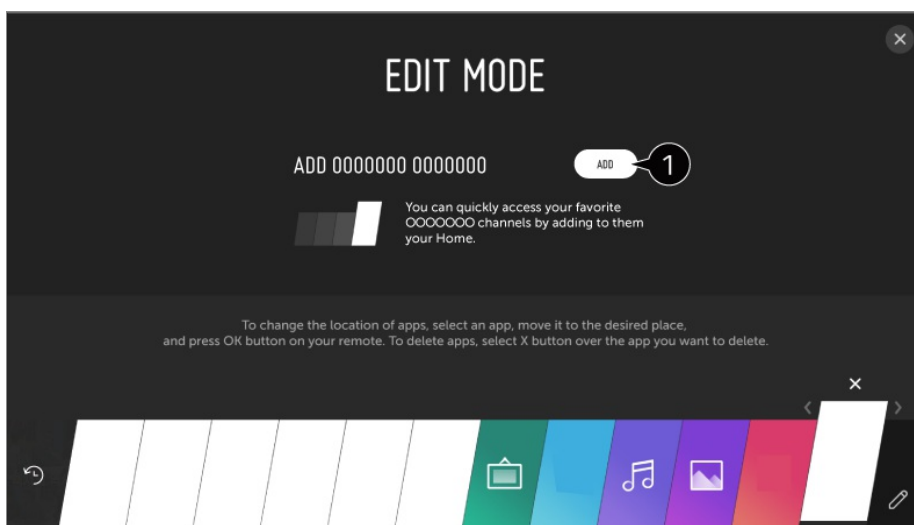 EDIT MODE
ADD OOOOOOO OOOOOOO
ADD
1
You can quickly access your favorite
OOOOOOO channels by adding to them
your Home.
To change the location of apps, select an app, move it to the desired place,
and press OK button on your remote. To delete apps, select X button over the app you want to delete.